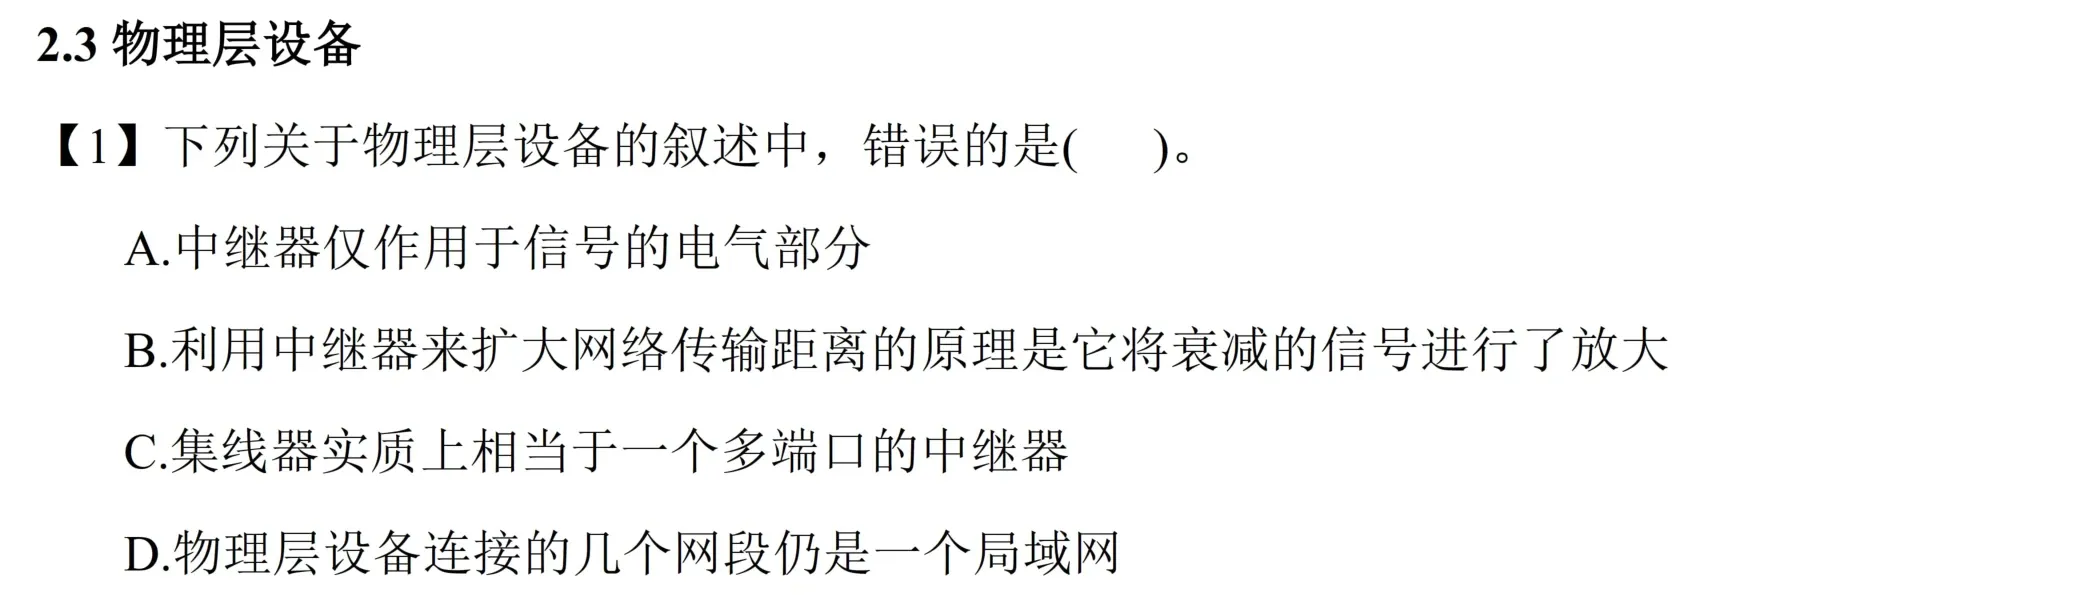 2.3 物理层设备
【1】下列关于物理层设备的叙述中，错误的是(    )。
A.中继器仅作用于信号的电气部分
B.利用中继器来扩大网络传输距离的原理是它将衰减的信号进行了放大
C.集线器实质上相当于一个多端口的中继器
D.物理层设备连接的几个网段仍是一个局域网